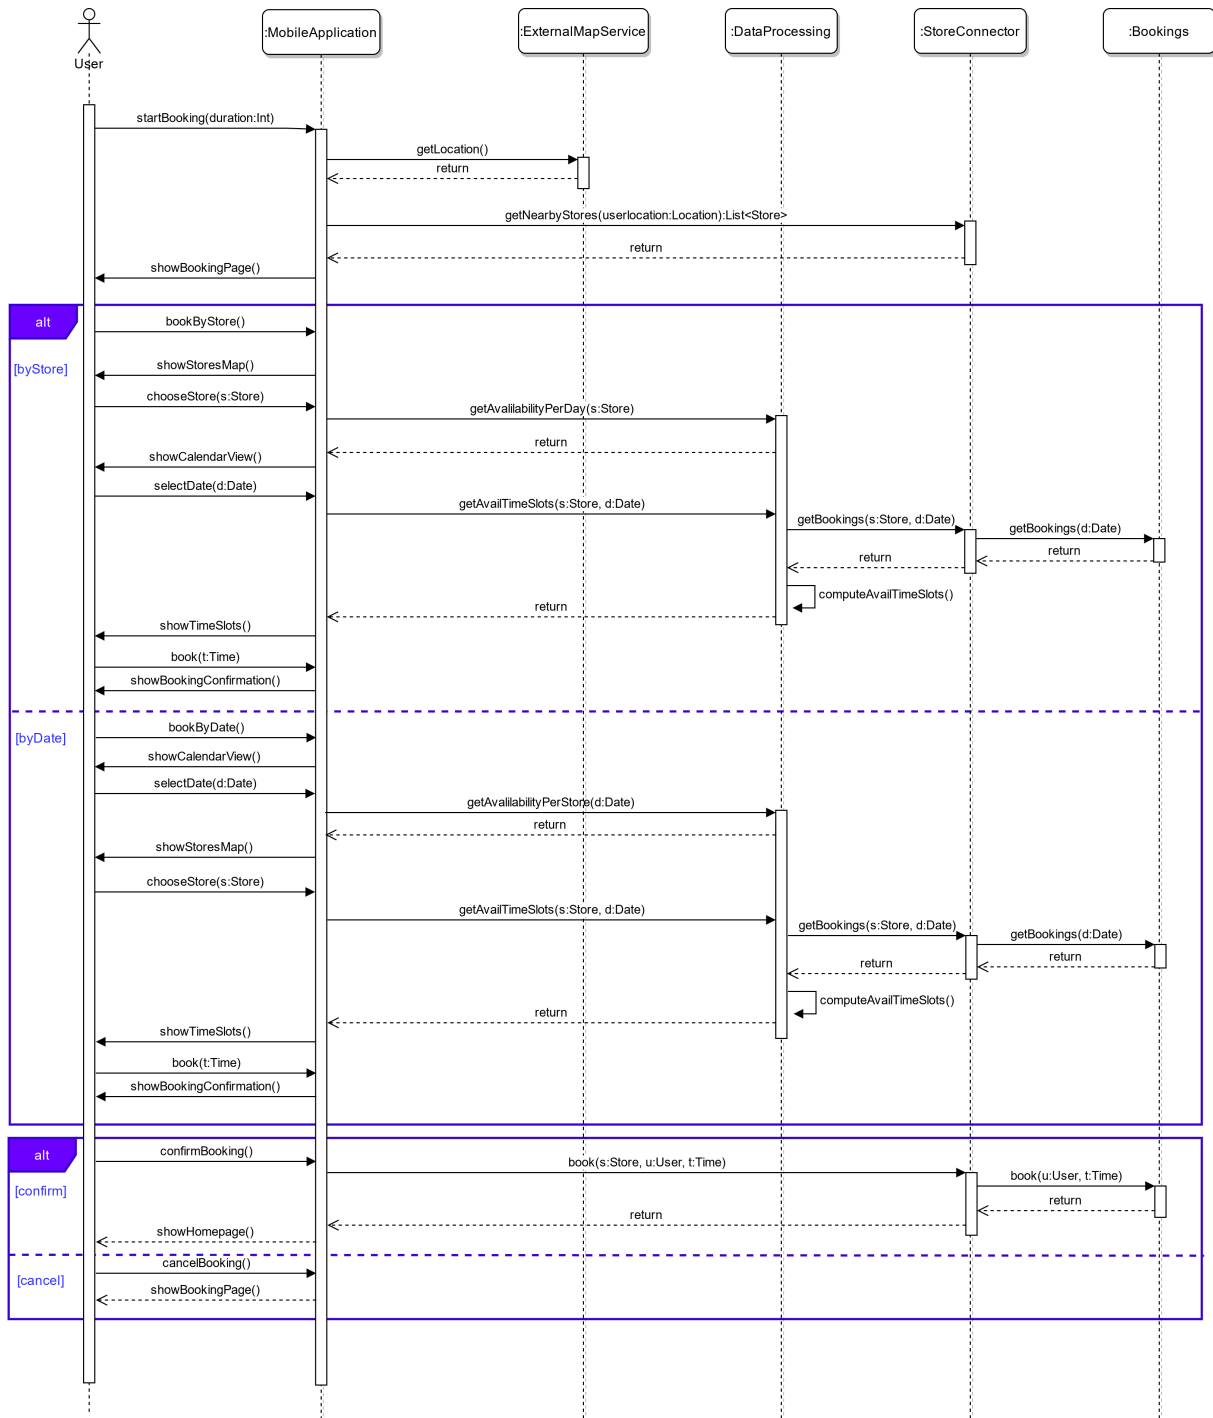 User
:MobileApplication
:ExternalMapService
:DataProcessing
:StoreConnector
:Bookings
startBooking(duration:Int)
getLocation()
return
getNearbyStores(userlocation:Location):List<Store>
return
showBookingPage()
alt
bookByStore()
[byStore]
showStoresMap()
chooseStore(s:Store)
getAvalilabilityPerDay(s:Store)
return
showCalendarView()
selectDate(d:Date)
getAvailTimeSlots(s:Store, d:Date)
getBookings(s:Store, d:Date)
getBookings(d:Date)
return
return
computeAvailTimeSlots()
return
showTimeSlots()
book(t:Time)
showBookingConfirmation()
bookByDate()
[byDate]
showCalendarView()
selectDate(d:Date)
getAvalilabilityPerStore(d:Date)
return
showStoresMap()
chooseStore(s:Store)
getAvailTimeSlots(s:Store, d:Date)
getBookings(s:Store, d:Date)
getBookings(d:Date)
return
return
computeAvailTimeSlots()
return
showTimeSlots()
book(t:Time)
showBookingConfirmation()
alt
confirmBooking()
book(s:Store, u:User, t:Time)
book(u:User, t:Time)
[confirm]
return
return
showHomepage()
cancelBooking()
[cancel]
showBookingPage()